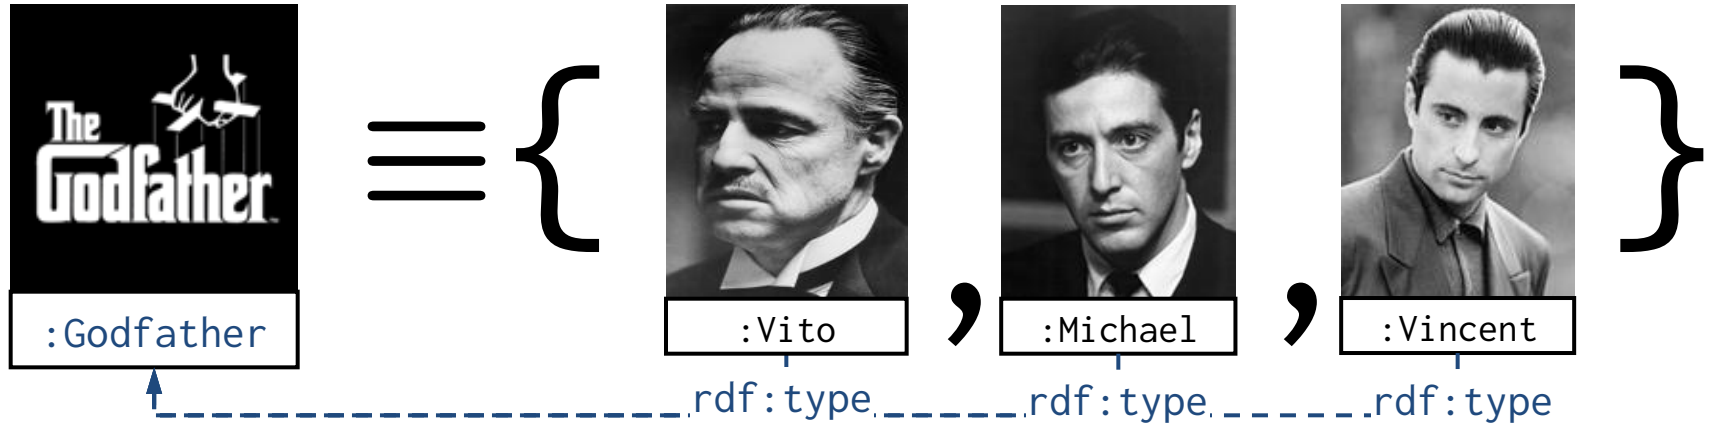 The
Godfather
≡ { , , }
:Godfather
:Vito
:Michael
:Vincent
rdf:type
rdf:type
rdf:type